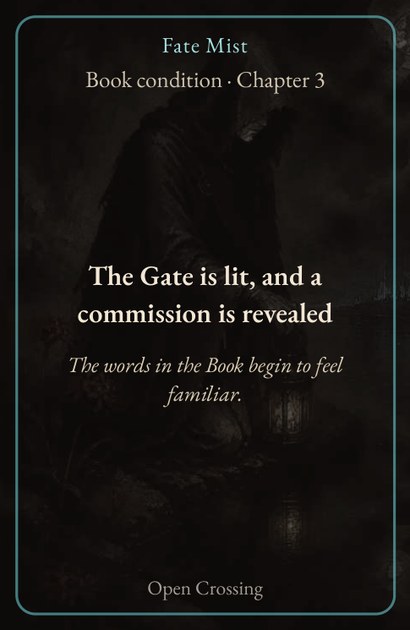 Fate Mist
Book condition · Chapter 3
The Gate is lit, and a
commission is revealed
The words in the Book begin to feel
familiar.
Open Crossing